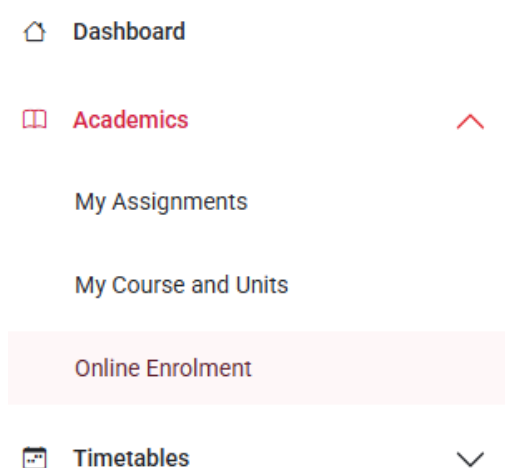 Dashboard
Academics
My Assignments
My Course and Units
Online Enrolment
Timetables